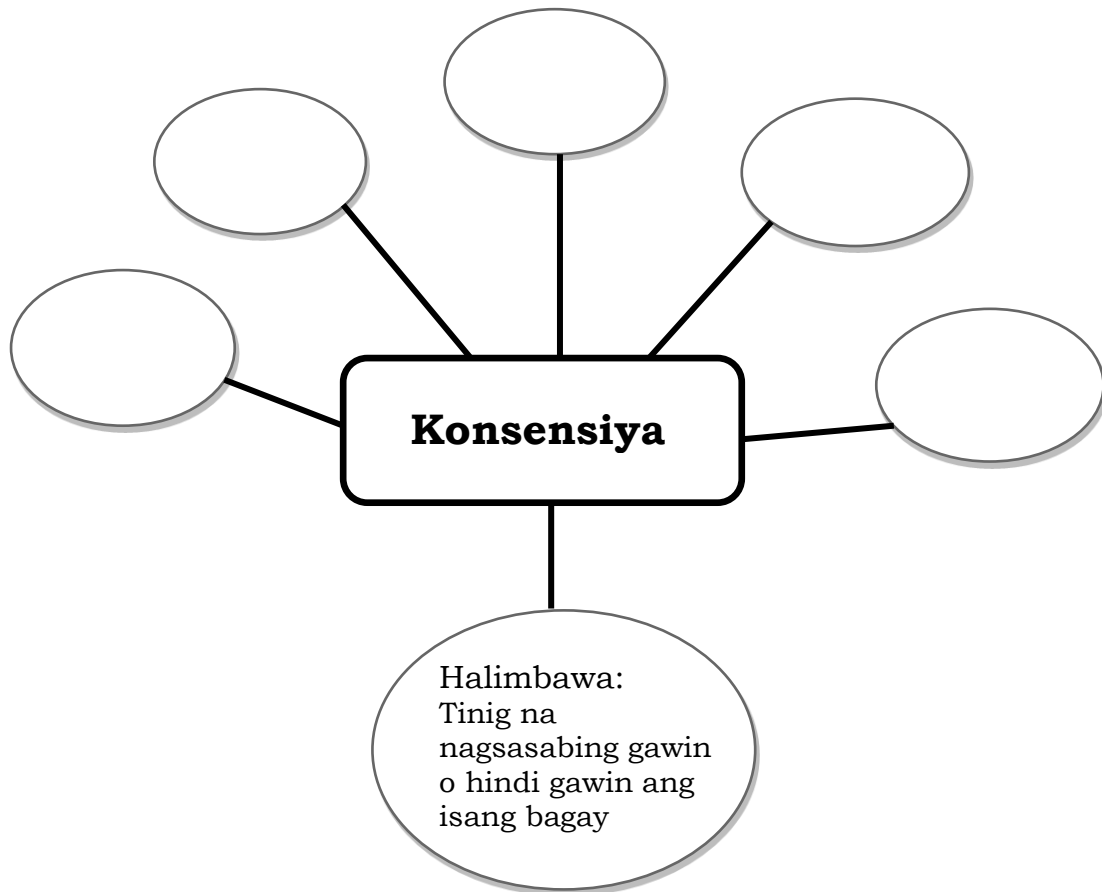 Konsensiya
Halimbawa:
Tinig na
nagsasabing gawin
o hindi gawin ang
isang bagay